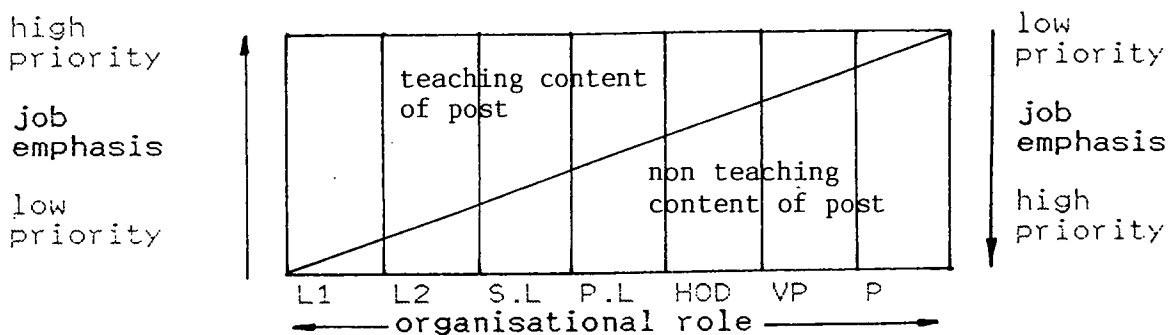 high
priority
job
emphasis
low
priority
teaching content
of post
non teaching
content of post
low
priority
job
emphasis
high
priority
L1 L2 S.L P.L HOD VP P
organisational role